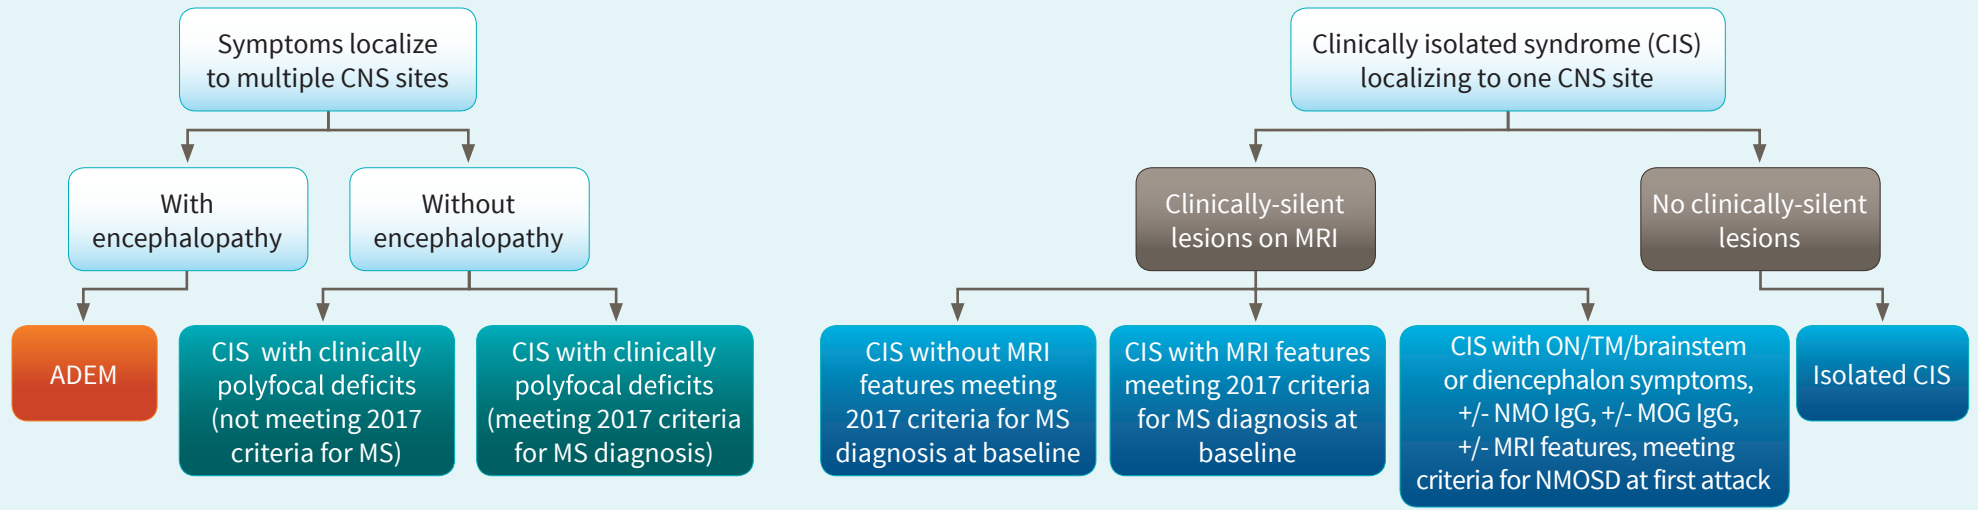 Symptoms localize
to multiple CNS sites
Clinically isolated syndrome (CIS)
localizing to one CNS site
With
encephalopathy
Without
encephalopathy
Clinically-silent
lesions on MRI
No clinically-silent
lesions
ADEM
CIS with clinically
polyfocal deficits
(not meeting 2017
criteria for MS)
CIS with clinically
polyfocal deficits
(meeting 2017 criteria
for MS diagnosis)
CIS without MRI
features meeting
2017 criteria for MS
diagnosis at baseline
CIS with MRI features
meeting 2017 criteria
for MS diagnosis at
baseline
CIS with ON/TM/brainstem
or diencephalon symptoms,
+/- NMO IgG, +/- MOG IgG,
+/- MRI features, meeting
criteria for NMOSD at first attack
Isolated CIS